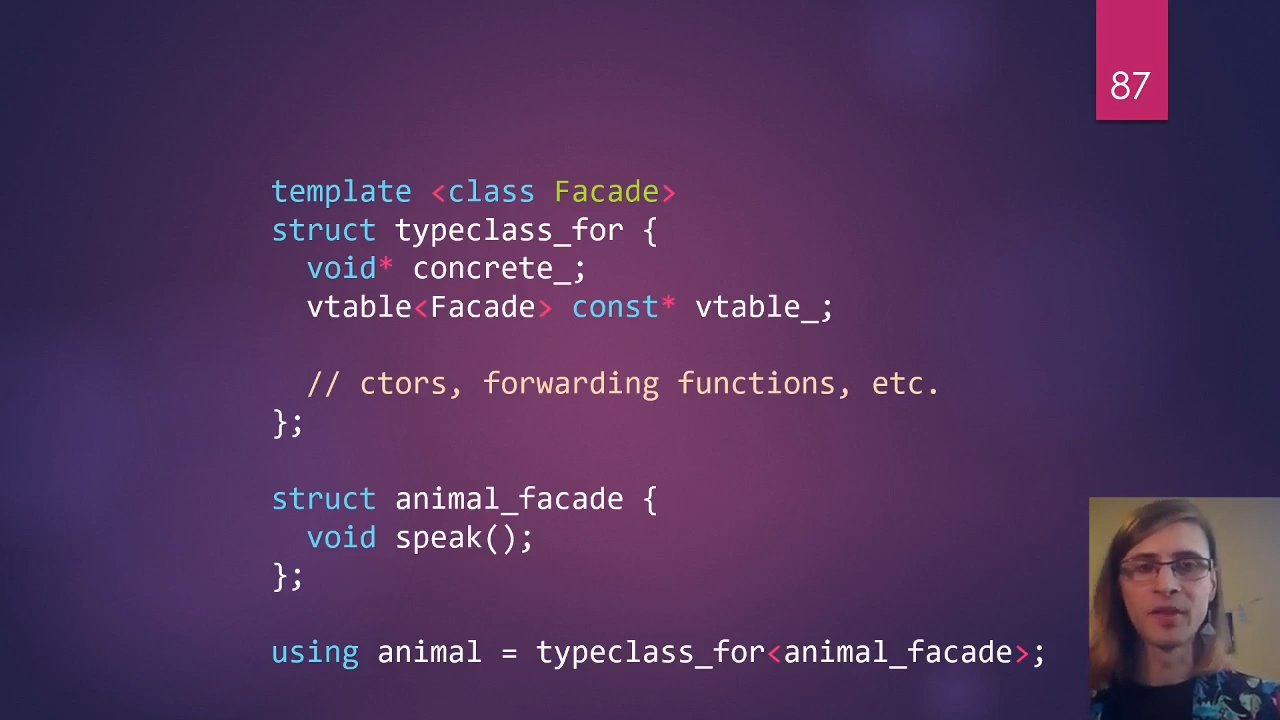 87
template <class Facade>
struct typeclass_for {
  void* concrete_;
  vtable<Facade> const* vtable_;
  // ctors, forwarding functions, etc.
};
struct animal_facade {
  void speak();
};
using animal = typeclass_for<animal_facade>;